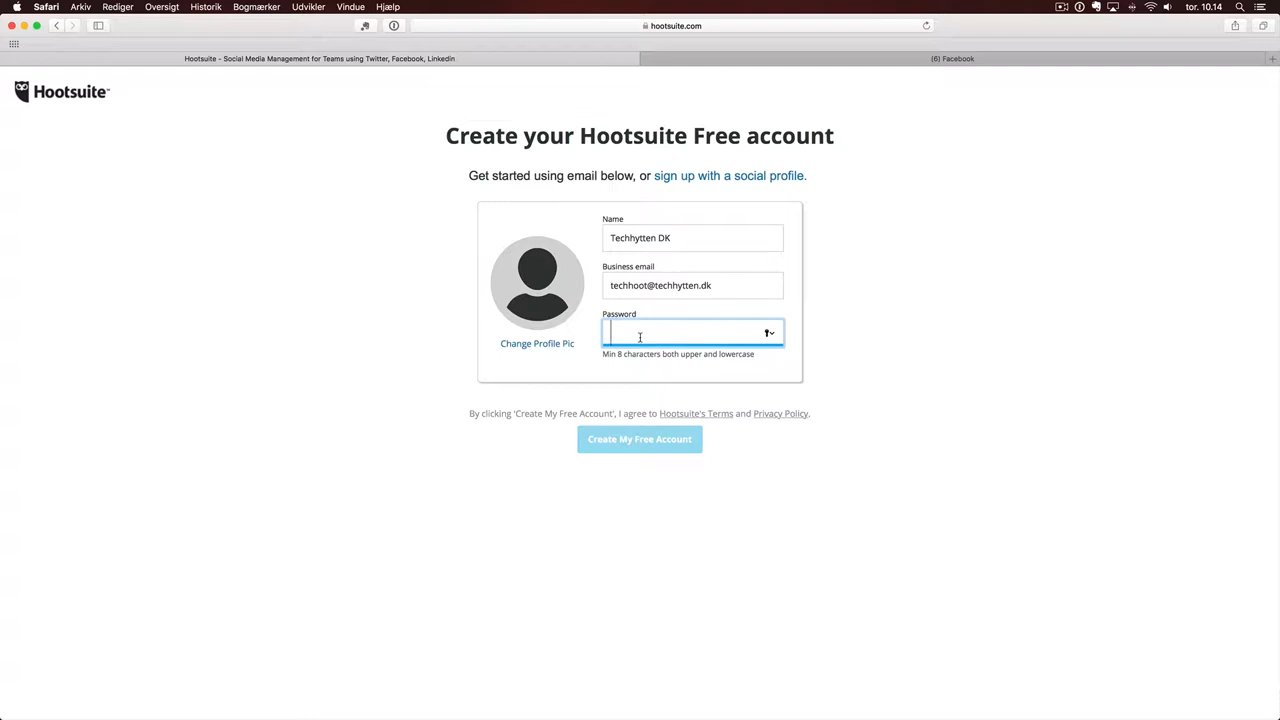 Safari Arkiv Rediger Oversigt Historik Bogmærker Udvikler Vindue Hjælp tor. 10.14
hootsuite.com
Hootsuite - Social Media Management for Teams using Twitter, Facebook, LinkedIn (6) Facebook
Hootsuite™
Create your Hootsuite Free account
Get started using email below, or sign up with a social profile.
Name
Techhytten DK
Business email
techhoot@techhytten.dk
Password
Change Profile Pic
Min 8 characters both upper and lowercase
By clicking 'Create My Free Account', I agree to Hootsuite's Terms and Privacy Policy.
Create My Free Account